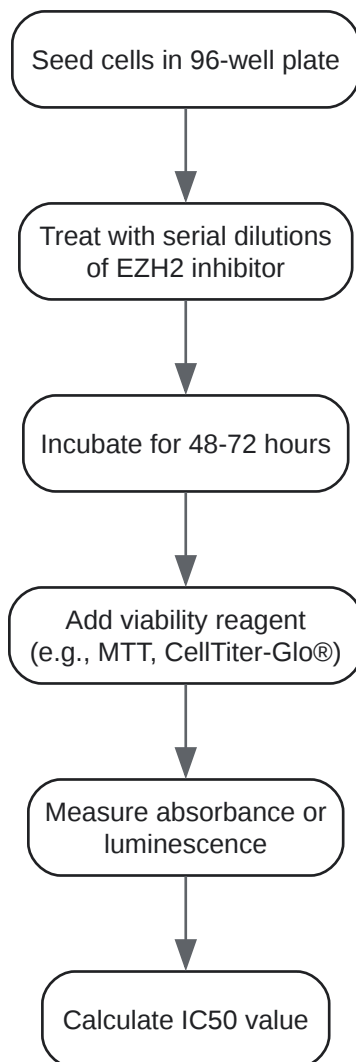 Seed cells in 96-well plate
Treat with serial dilutions
of EZH2 inhibitor
Incubate for 48-72 hours
Add viability reagent
(e.g., MTT, CellTiter-Glo®)
Measure absorbance or
luminescence
Calculate IC50 value